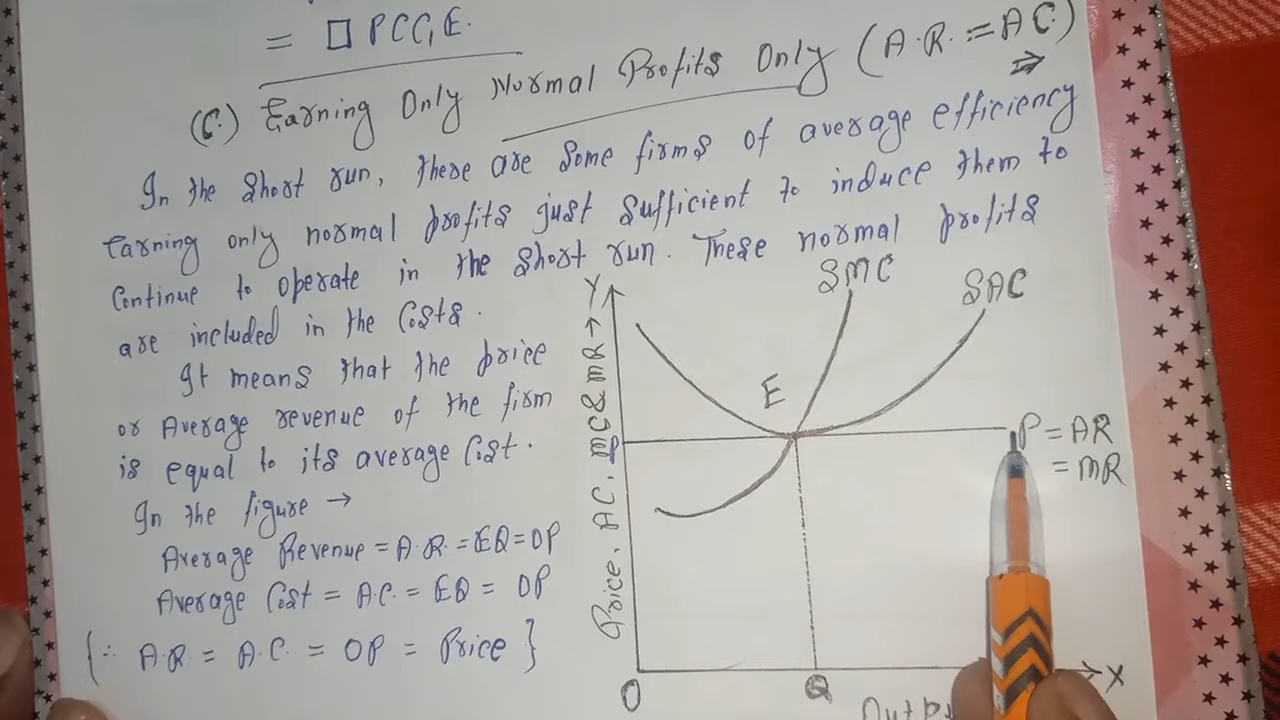 = □ PCC₁E.
(C.) Earning Only Normal Profits Only (A.R. = AC) ⇒
In the Short run, there are some firms of average efficiency
Earning only normal profits just sufficient to induce them to
Continue to operate in the short run. These normal profits
are included in the Costs.
It means that the price
or Average revenue of the firm
is equal to its average Cost.
In the figure →
Average Revenue = A.R. = EQ = OP
Average Cost = A.C. = EQ = OP
{∴ A.R. = A.C. = OP = Price}
Y
SMC
SAC
E
P = AR
= MR
Price, AC, MC & MR →
P
O
Q
X